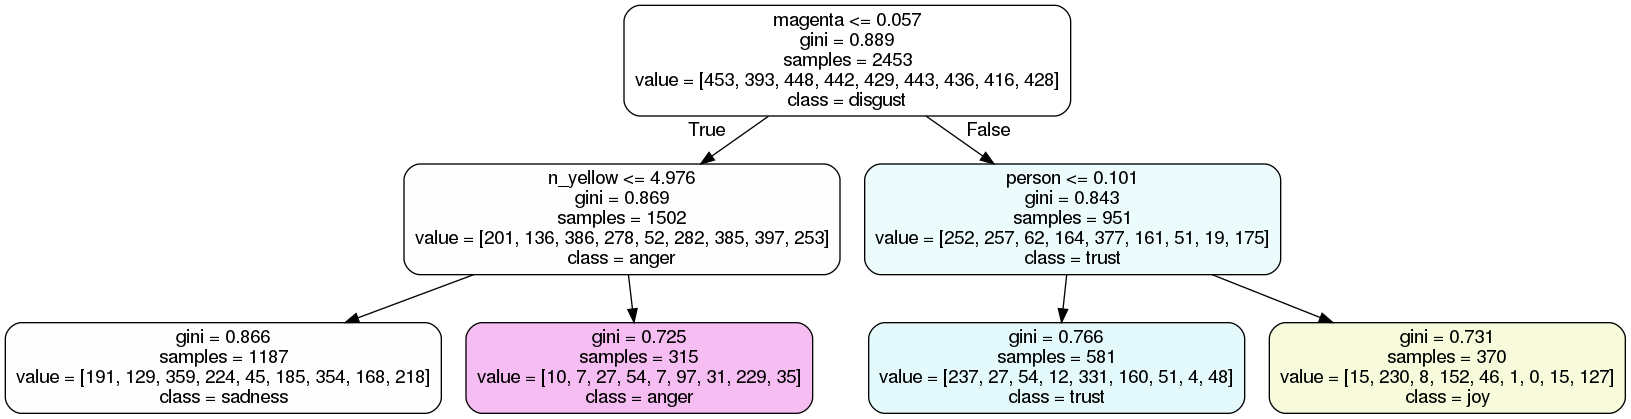 magenta <= 0.057
gini = 0.889
samples = 2453
value = [453, 393, 448, 442, 429, 443, 436, 416, 428]
class = disgust
True
False
n_yellow <= 4.976
gini = 0.869
samples = 1502
value = [201, 136, 386, 278, 52, 282, 385, 397, 253]
class = anger
person <= 0.101
gini = 0.843
samples = 951
value = [252, 257, 62, 164, 377, 161, 51, 19, 175]
class = trust
gini = 0.866
samples = 1187
value = [191, 129, 359, 224, 45, 185, 354, 168, 218]
class = sadness
gini = 0.725
samples = 315
value = [10, 7, 27, 54, 7, 97, 31, 229, 35]
class = anger
gini = 0.766
samples = 581
value = [237, 27, 54, 12, 331, 160, 51, 4, 48]
class = trust
gini = 0.731
samples = 370
value = [15, 230, 8, 152, 46, 1, 0, 15, 127]
class = joy